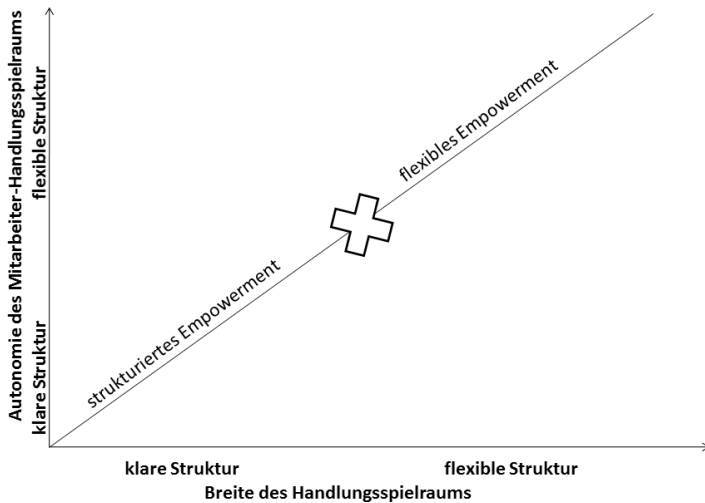 Autonomie des Mitarbeiter-Handlungsspielraums
flexible Struktur
klare Struktur
flexibles Empowerment
strukturiertes Empowerment
klare Struktur
flexible Struktur
Breite des Handlungsspielraums